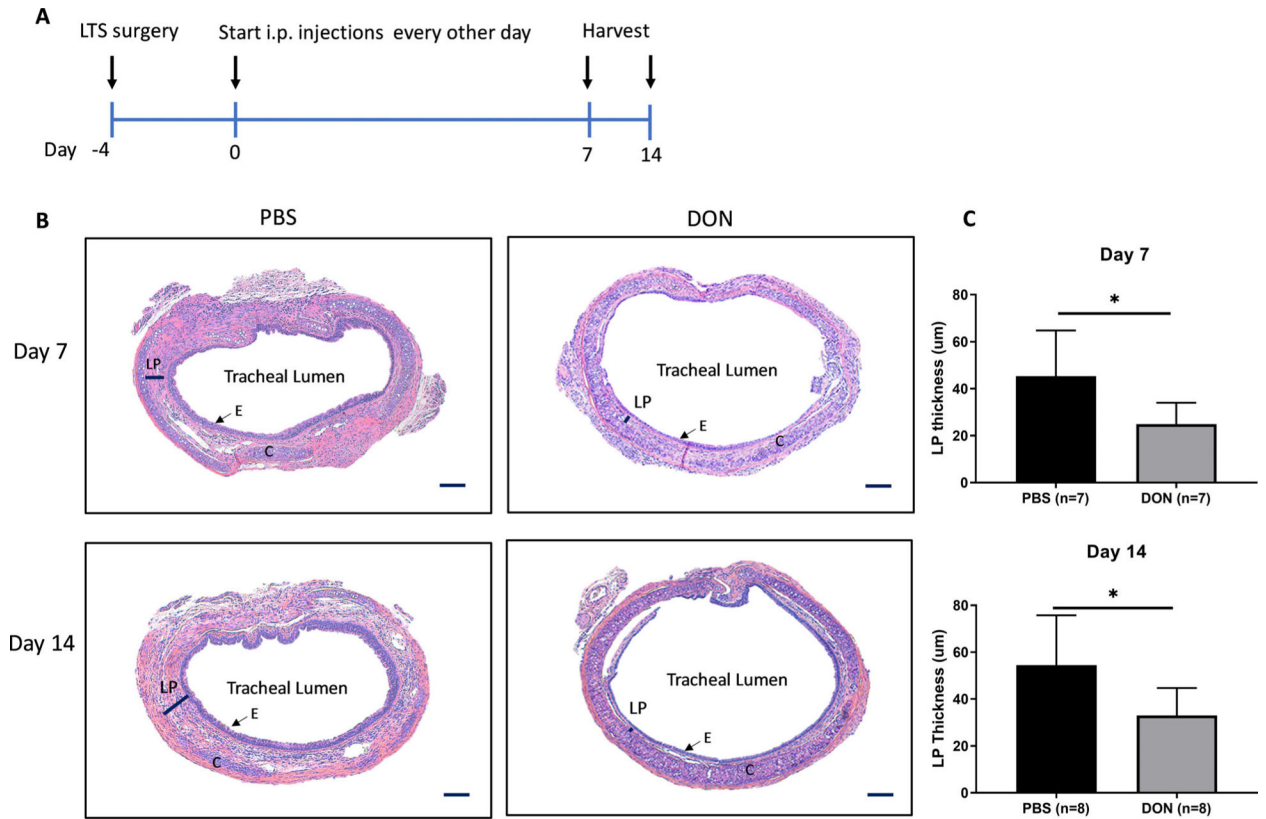 A
LTS surgery
Start i.p. injections every other day
Harvest
Day
-4
0
7
14
B
PBS
DON
Day 7
LP
Tracheal Lumen
E
C
LP
Tracheal Lumen
E
C
Day 14
LP
Tracheal Lumen
E
C
LP
Tracheal Lumen
E
C
C
Day 7
LP thickness (um)
80
60
40
20
0
*
PBS (n=7)
DON (n=7)
Day 14
LP Thickness (um)
80
60
40
20
0
*
PBS (n=8)
DON (n=8)